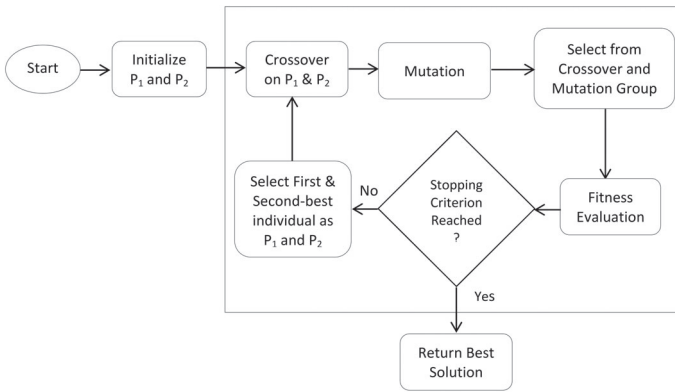 Start
Initialize
P₁ and P₂
Crossover
on P₁ & P₂
Mutation
Select from
Crossover and
Mutation Group
Fitness
Evaluation
Stopping
Criterion
Reached
?
No
Select First &
Second-best
individual as
P₁ and P₂
Yes
Return Best
Solution